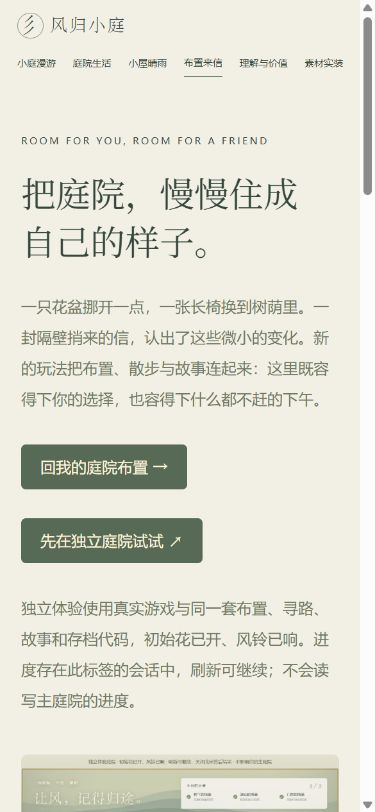 风归小庭
小庭漫游 庭院生活 小屋晴雨 布置来信 理解与价值 素材实装
ROOM FOR YOU, ROOM FOR A FRIEND
把庭院，慢慢住成
自己的样子。
一只花盆挪开一点，一张长椅换到树荫里。一
封隔壁捎来的信，认出了这些微小的变化。新
的玩法把布置、散步与故事连起来：这里既容
得下你的选择，也容得下什么都不赶的下午。
回我的庭院布置 →
先在独立庭院试试 ↗
独立体验使用真实游戏与同一套布置、寻路、
故事和存档代码，初始花已开、风铃已响。进
度存在此标签的会话中，刷新可继续；不会读
写主庭院的进度。
让风，记得归途。